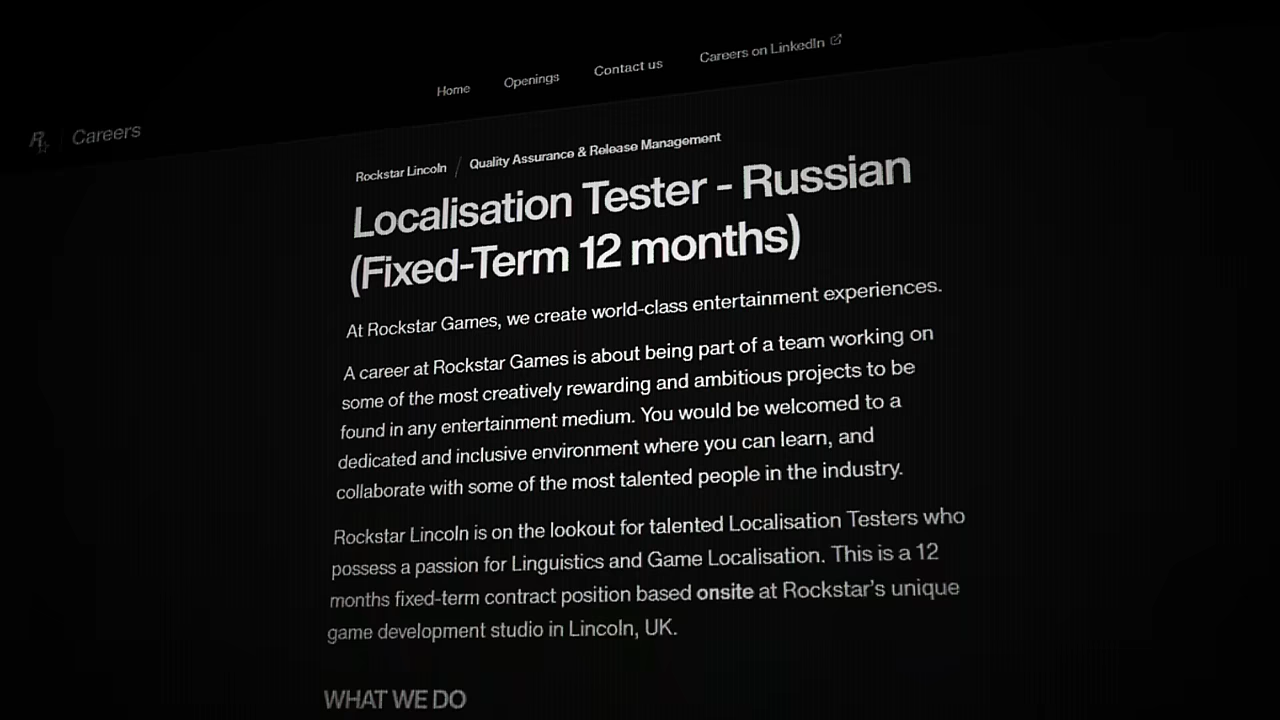 Home
Openings
Contact us
Careers on LinkedIn
R
Careers
Rockstar Lincoln / Quality Assurance & Release Management
Localisation Tester - Russian
(Fixed-Term 12 months)
At Rockstar Games, we create world-class entertainment experiences.
A career at Rockstar Games is about being part of a team working on
some of the most creatively rewarding and ambitious projects to be
found in any entertainment medium. You would be welcomed to a
dedicated and inclusive environment where you can learn, and
collaborate with some of the most talented people in the industry.
Rockstar Lincoln is on the lookout for talented Localisation Testers who
possess a passion for Linguistics and Game Localisation. This is a 12
months fixed-term contract position based onsite at Rockstar's unique
game development studio in Lincoln, UK.
WHAT WE DO